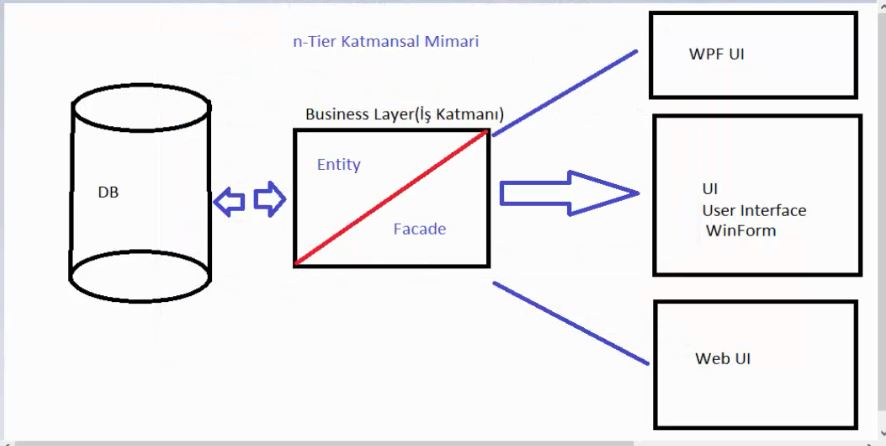 n-Tier Katmansal Mimari
DB
Business Layer(İş Katmanı)
Entity
Facade
WPF UI
UI
User Interface
WinForm
Web UI